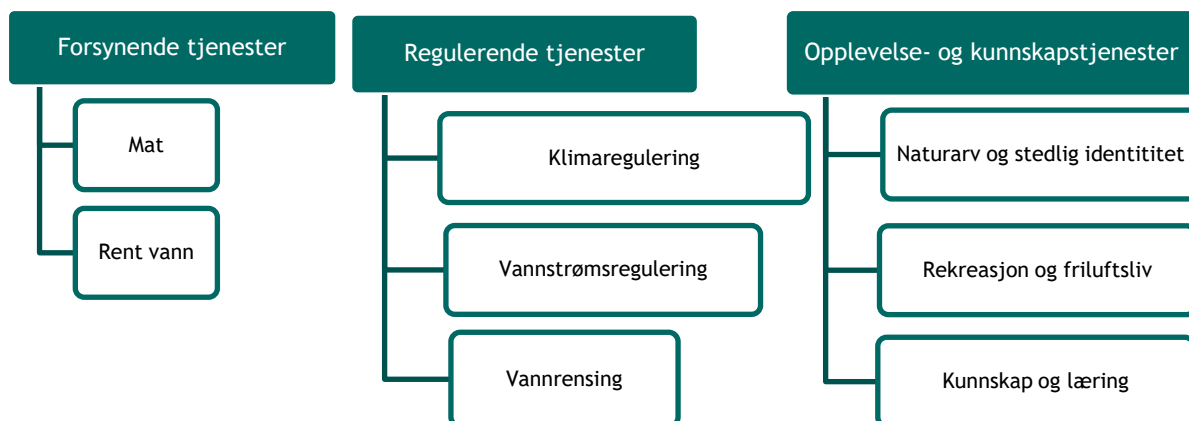 Forsynende tjenester
Mat
Rent vann
Regulerende tjenester
Klimaregulering
Vannstrømsregulering
Vannrensing
Opplevelse- og kunnskapstjenester
Naturarv og stedlig identititet
Rekreasjon og friluftsliv
Kunnskap og læring